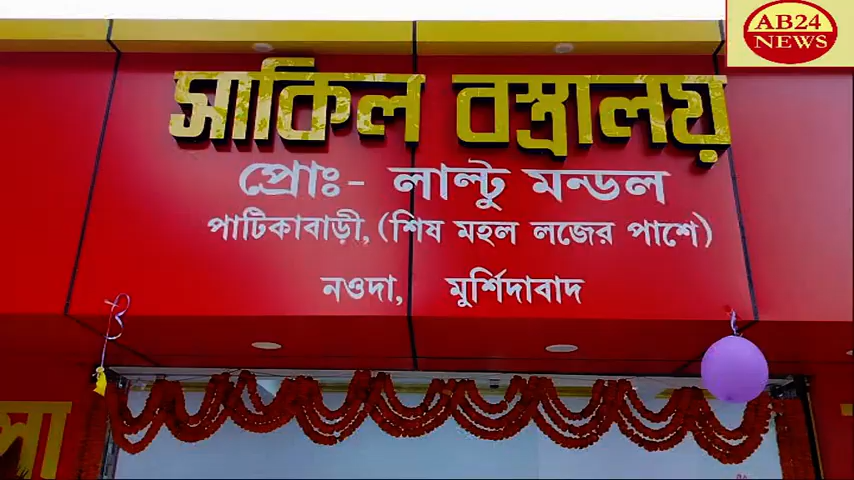 AB24
NEWS
সাকিল বস্ত্রালয়
প্রোঃ- লাল্টু মন্ডল
পাটিকাবাড়ী, (শিষ মহল লজের পাশে)
নওদা, মুর্শিদাবাদ